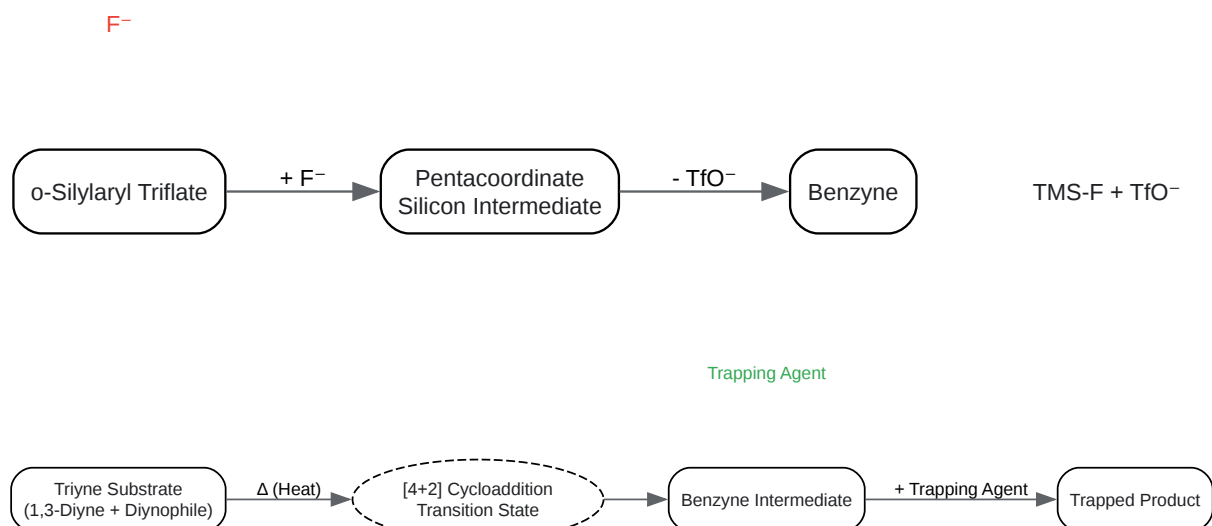 F⁻
o-Silylaryl Triflate
+ F⁻
Pentacoordinate
Silicon Intermediate
- TfO⁻
Benzyne
TMS-F + TfO⁻
Trapping Agent
Triyne Substrate
(1,3-Diyne + Diynophile)
Δ (Heat)
[4+2] Cycloaddition
Transition State
Benzyne Intermediate
+ Trapping Agent
Trapped Product